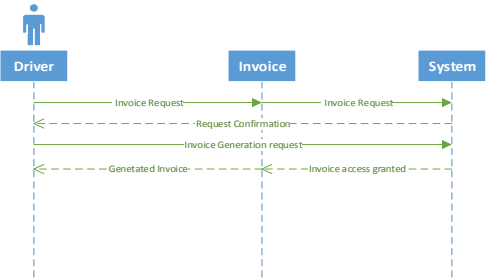 Driver
Invoice
System
Invoice Request
Invoice Request
Request Confirmation
Invoice Generation request
Genetated Invoice
Invoice access granted